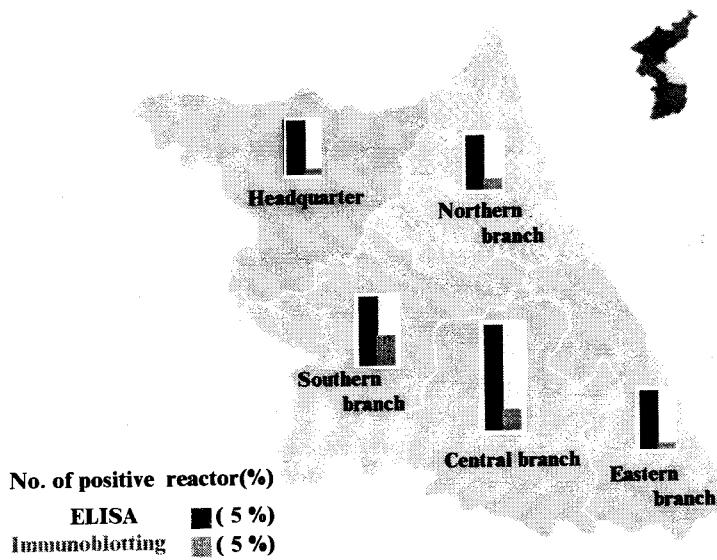 Headquarter
Northern
branch
Southern
branch
Central branch
Eastern
branch
No. of positive reactor(%)
ELISA ( 5 %)
Immunoblotting ( 5 %)